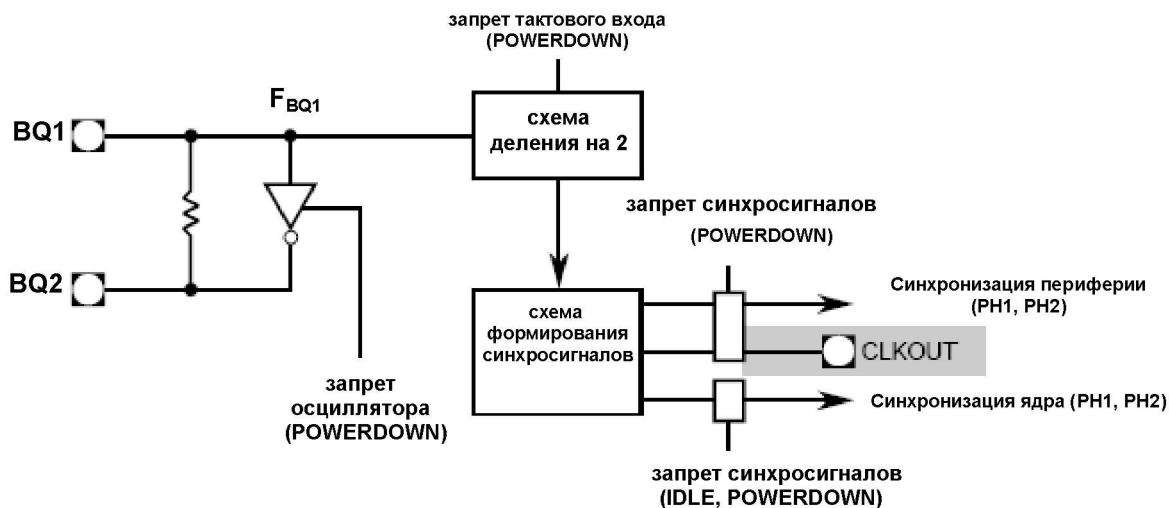 запрет тактового входа
(POWERDOWN)
FBQ1
BQ1
схема
деления на 2
BQ2
запрет синхросигналов
(POWERDOWN)
схема
формирования
синхросигналов
Синхронизация периферии
(PH1, PH2)
CLKOUT
запрет
осциллятора
(POWERDOWN)
Синхронизация ядра (PH1, PH2)
запрет синхросигналов
(IDLE, POWERDOWN)